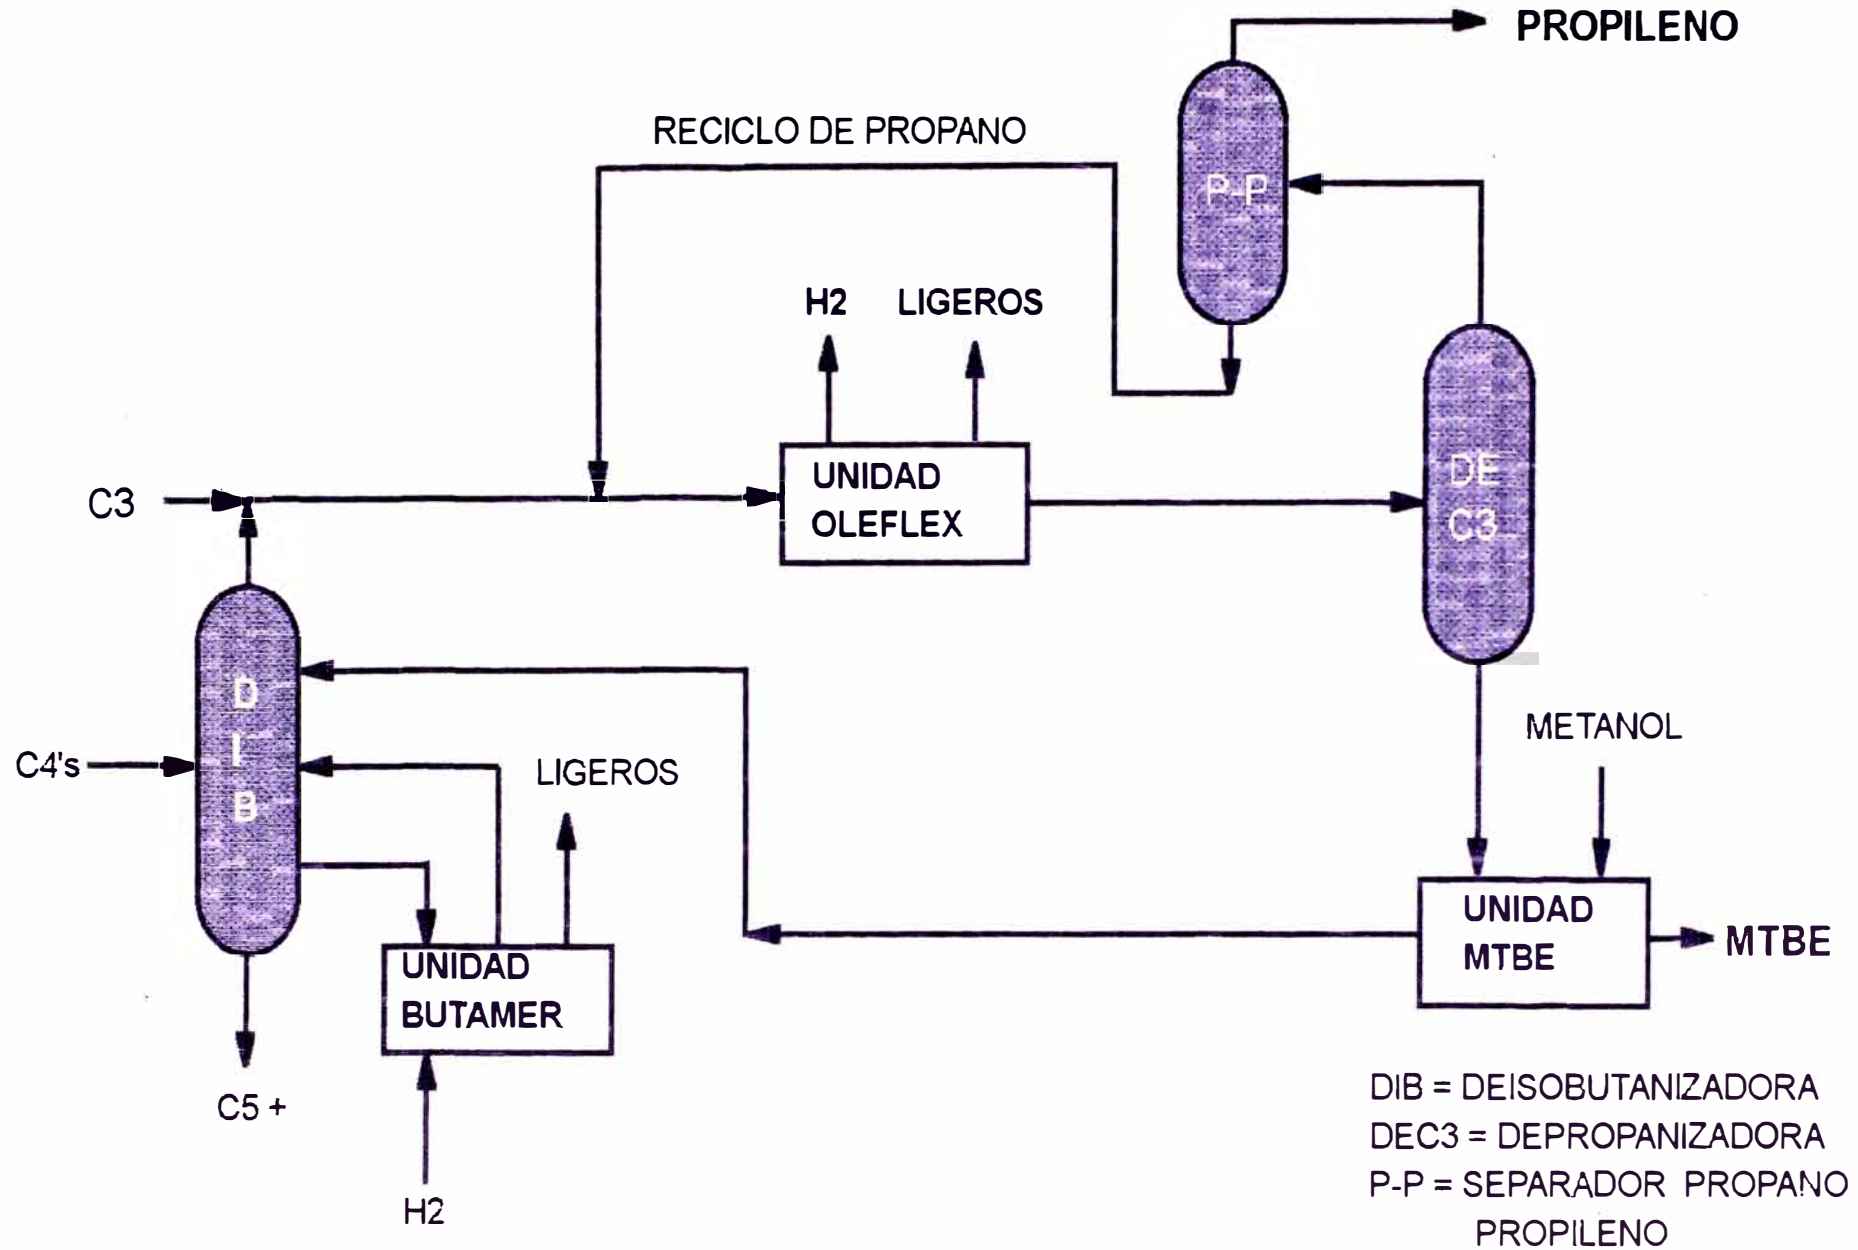 PROPILENO
RECICLO DE PROPANO
P-P
H2 LIGEROS
C3
UNIDAD
OLEFLEX
DE
C3
D
I
B
C4's
LIGEROS
METANOL
UNIDAD
BUTAMER
UNIDAD
MTBE
MTBE
C5 +
H2
DIB = DEISOBUTANIZADORA
DEC3 = DEPROPANIZADORA
P-P = SEPARADOR PROPANO
PROPILENO